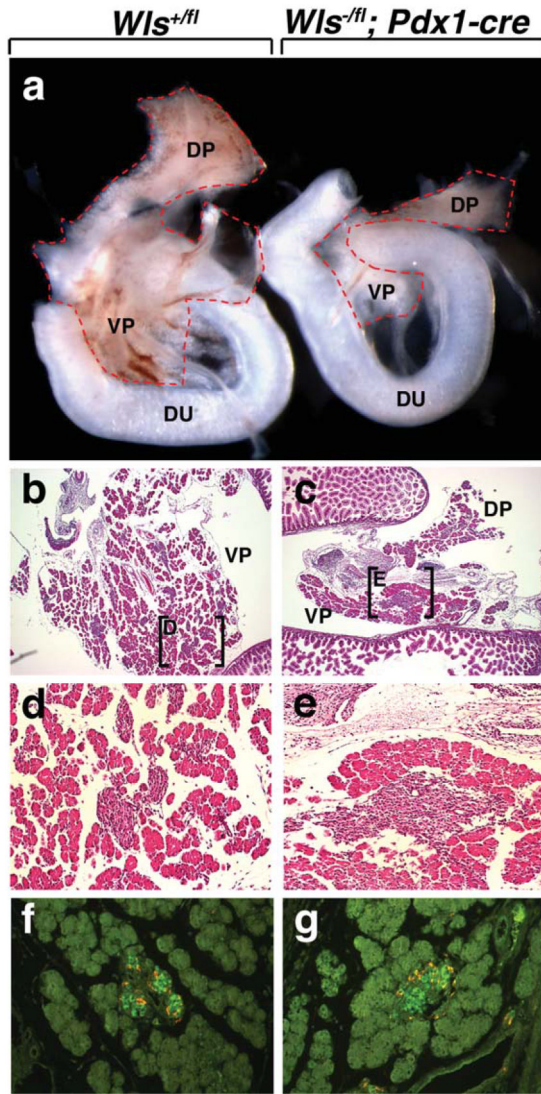 Wls+/fl Wls-/fl; Pdx1-cre
a
DP
DP
VP
VP
DU
DU
b c
DP
VP
E
D
VP
d e
f g